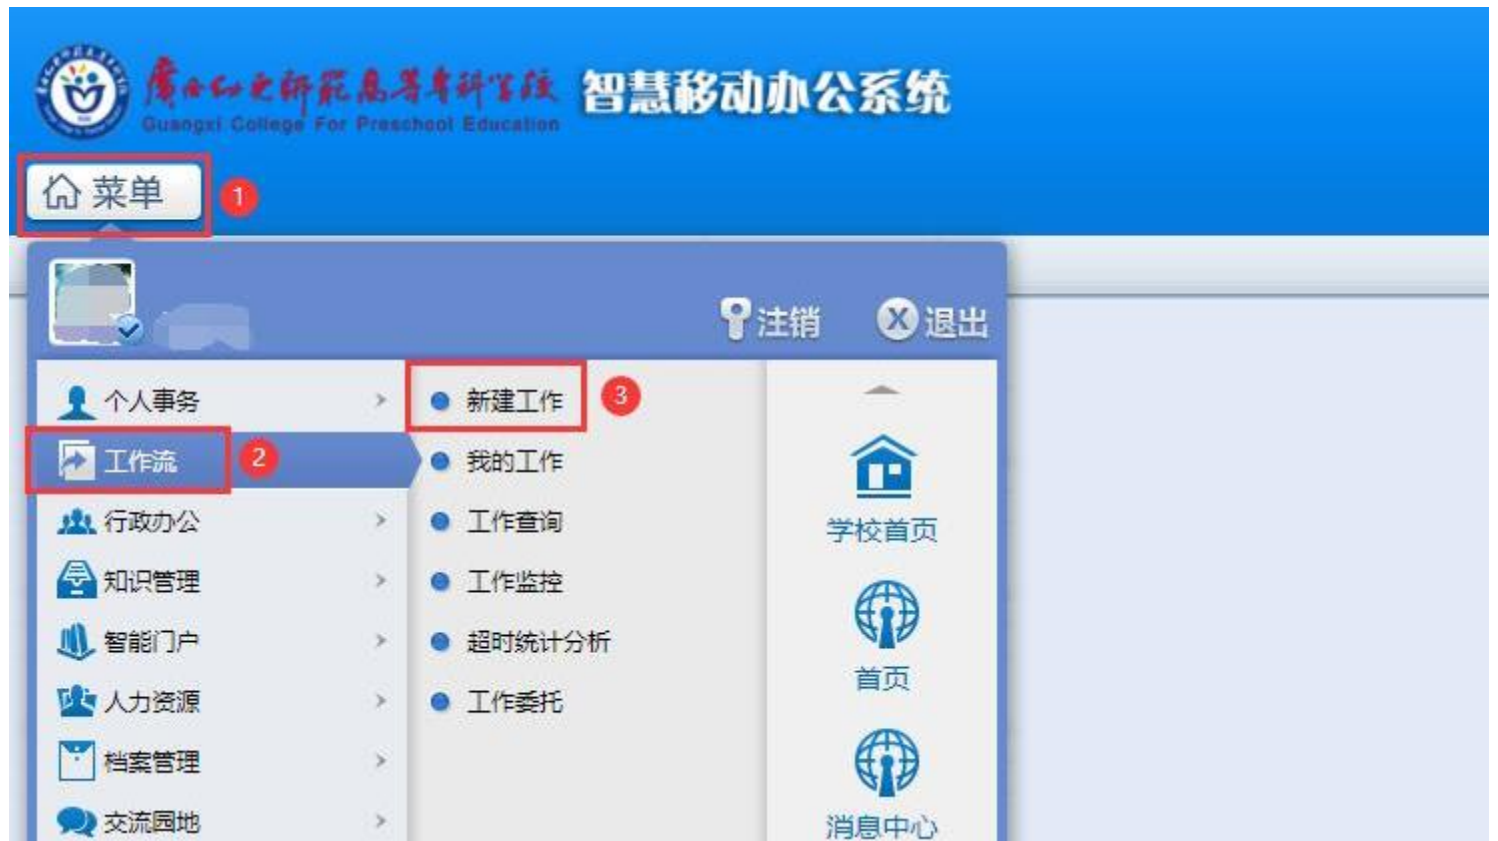 广西幼儿师范高等专科学校 智慧移动办公系统
Guangxi College For Preschool Education
菜单 1
注销 退出
个人事务
工作流 2
行政办公
知识管理
智能门户
人力资源
档案管理
交流园地
新建工作 3
我的工作
工作查询
工作监控
超时统计分析
工作委托
学校首页
首页
消息中心